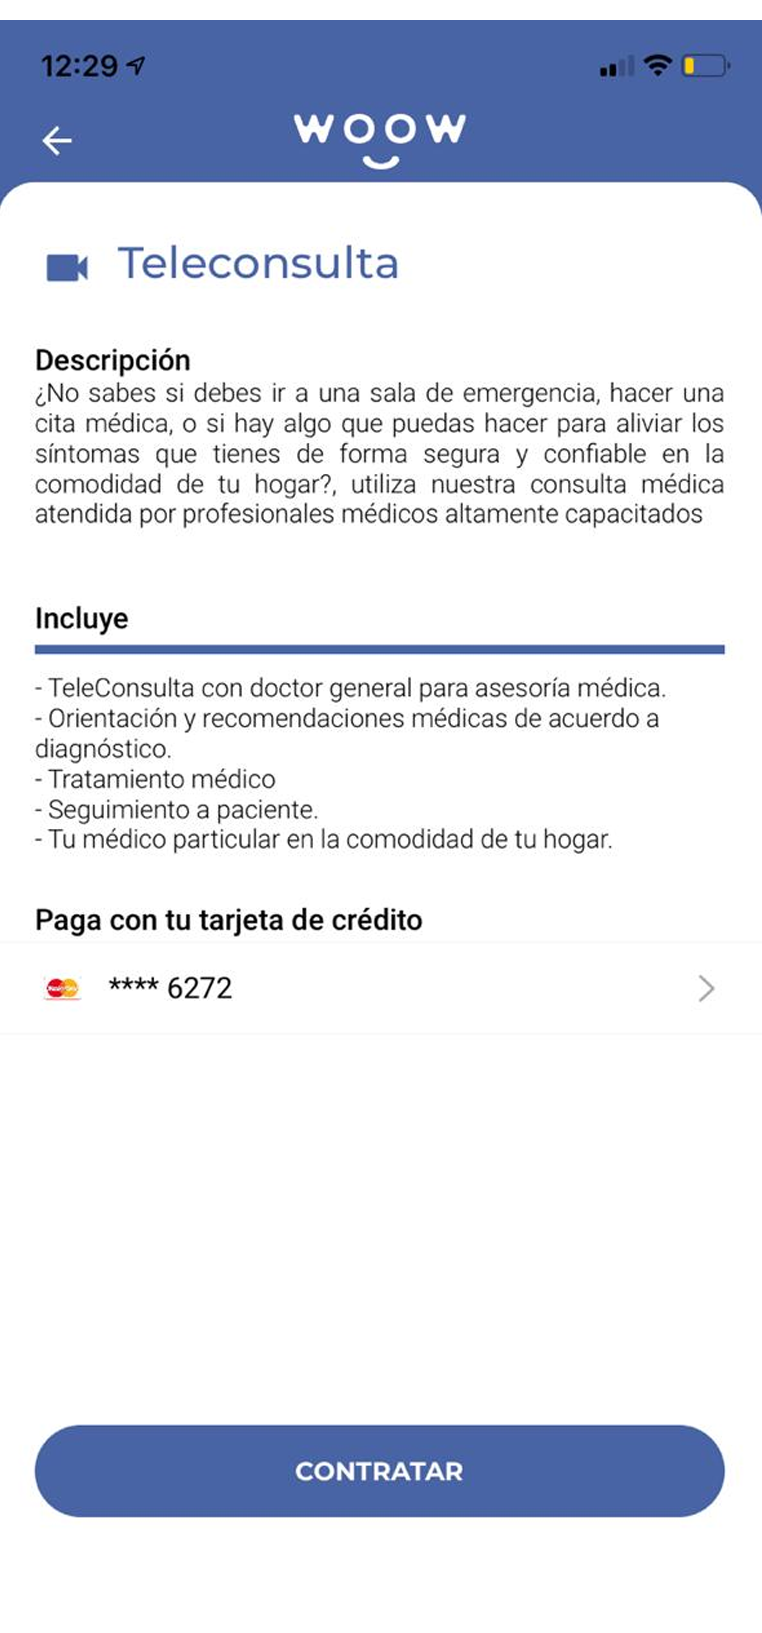 12:29
WOOW
Teleconsulta
Descripción
¿No sabes si debes ir a una sala de emergencia, hacer una
cita médica, o si hay algo que puedas hacer para aliviar los
síntomas que tienes de forma segura y confiable en la
comodidad de tu hogar?, utiliza nuestra consulta médica
atendida por profesionales médicos altamente capacitados
Incluye
- TeleConsulta con doctor general para asesoría médica.
- Orientación y recomendaciones médicas de acuerdo a
diagnóstico.
- Tratamiento médico
- Seguimiento a paciente.
- Tu médico particular en la comodidad de tu hogar.
Paga con tu tarjeta de crédito
**** 6272
CONTRATAR